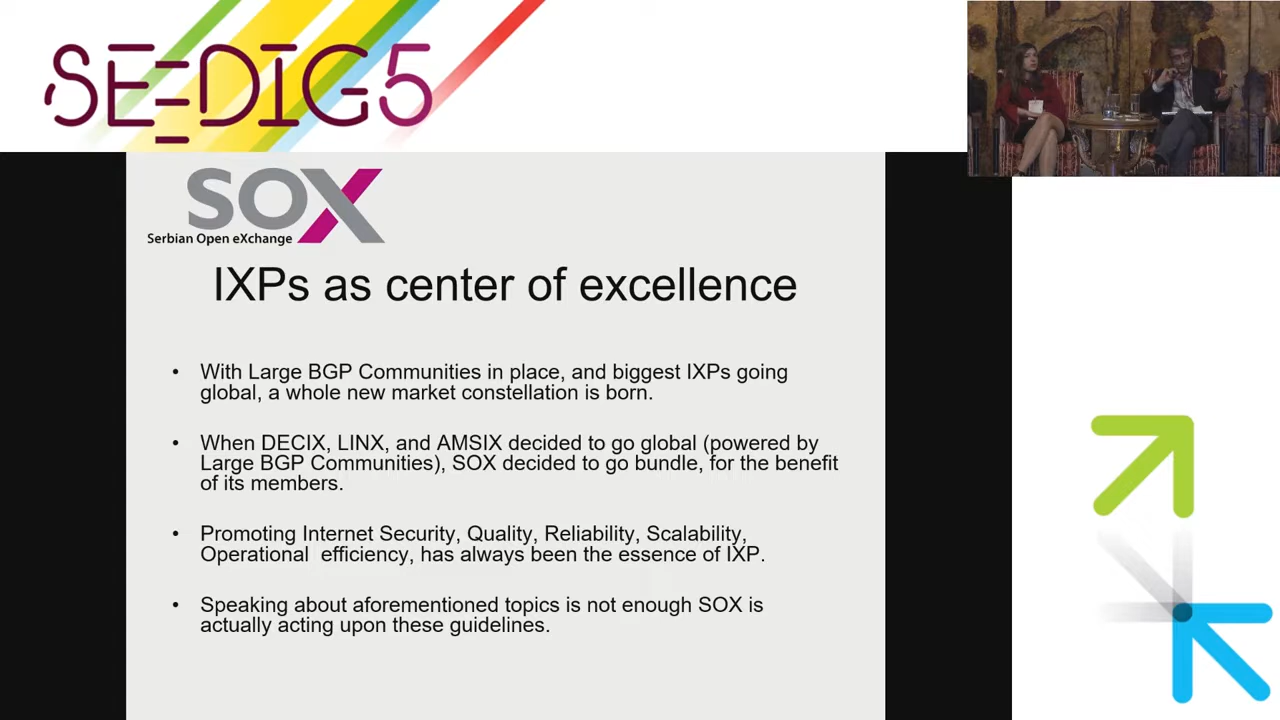 SEEDIG5
SOX
Serbian Open eXchange
IXPs as center of excellence
• With Large BGP Communities in place, and biggest IXPs going
global, a whole new market constellation is born.
• When DECIX, LINX, and AMSIX decided to go global (powered by
Large BGP Communities), SOX decided to go bundle, for the benefit
of its members.
• Promoting Internet Security, Quality, Reliability, Scalability,
Operational efficiency, has always been the essence of IXP.
• Speaking about aforementioned topics is not enough SOX is
actually acting upon these guidelines.